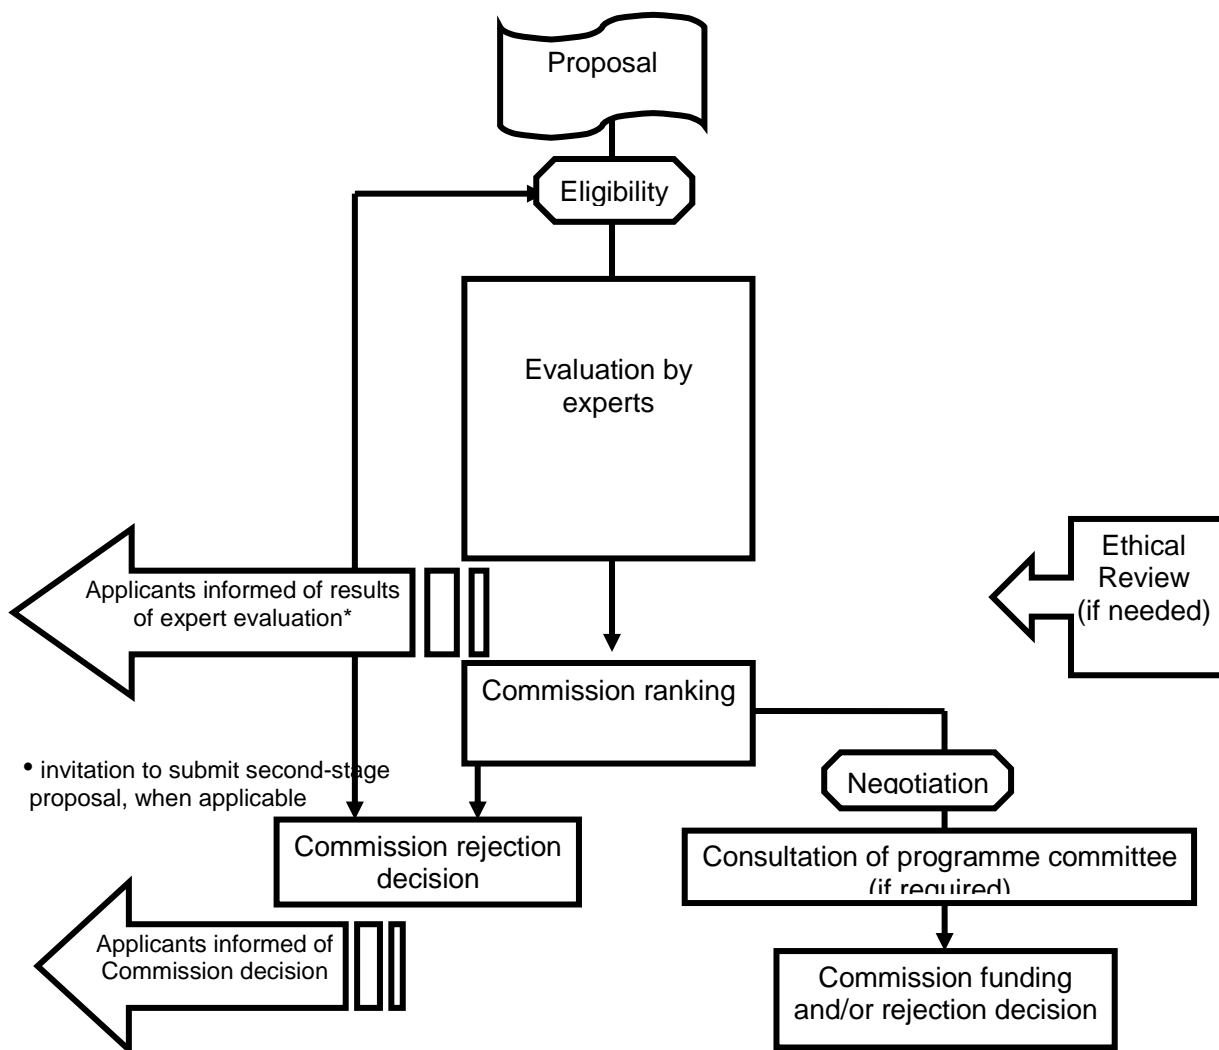 Proposal
Eligibility
Evaluation by
experts
Ethical
Review
(if needed)
Applicants informed of results
of expert evaluation*
Commission ranking
• invitation to submit second-stage
proposal, when applicable
Negotiation
Commission rejection
decision
Consultation of programme committee
(if required)
Applicants informed of
Commission decision
Commission funding
and/or rejection decision